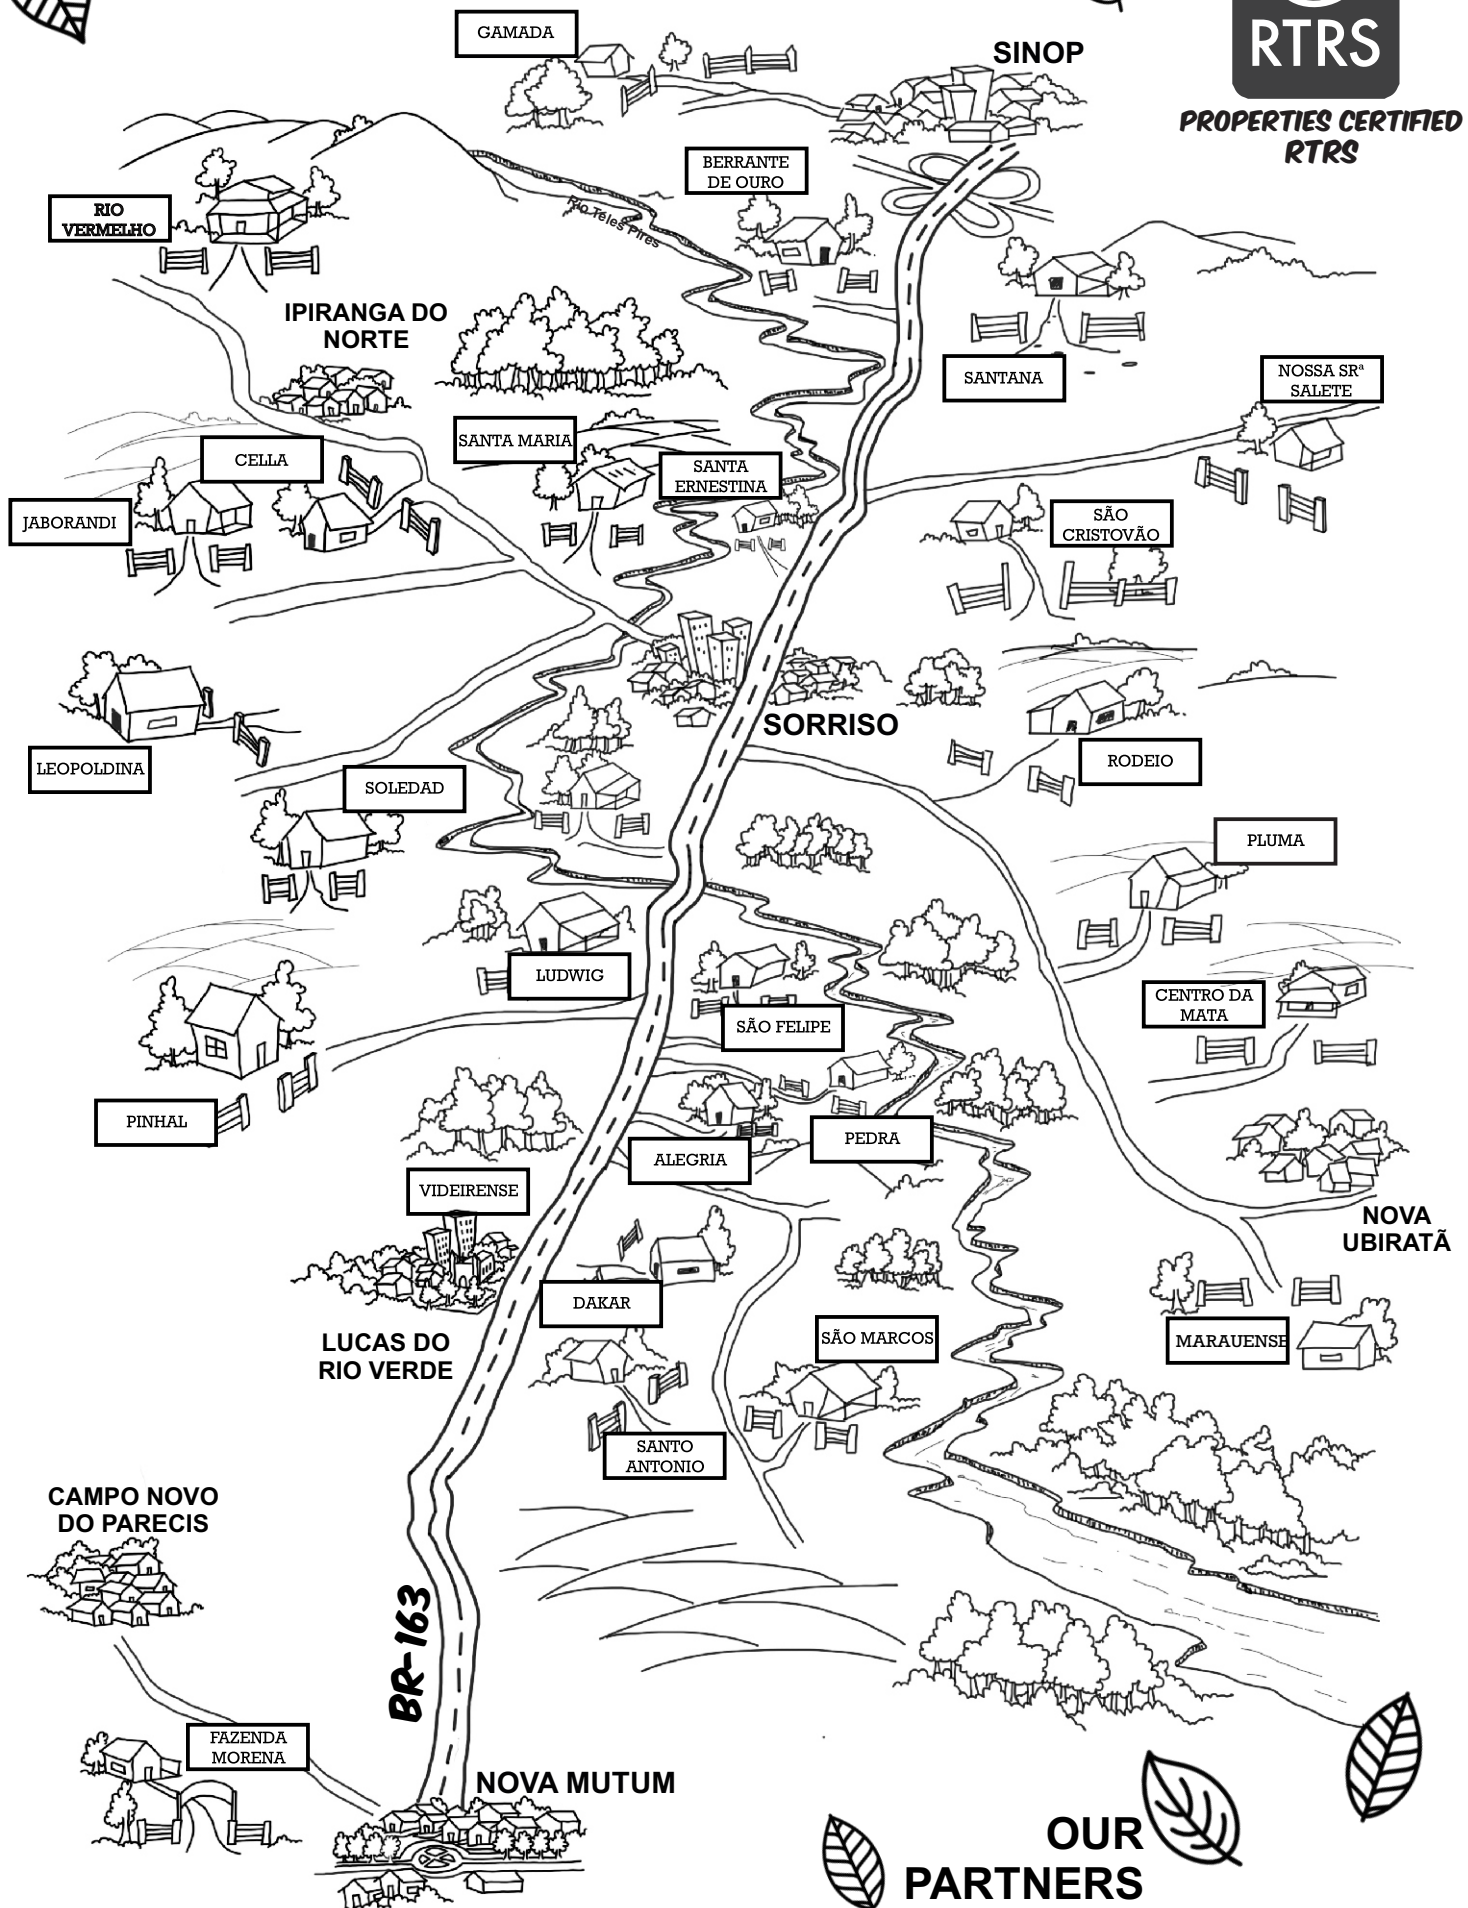 GAMADA
SINOP
RTRS
PROPERTIES CERTIFIED
RTRS
BERRANTE
DE OURO
RIO
VERMELHO
Rio Teles Pires
IPIRANGA DO
NORTE
SANTANA
NOSSA SRª
SALETE
SANTA MARIA
CELLA
SANTA
ERNESTINA
JABORANDI
SÃO
CRISTOVÃO
SORRISO
LEOPOLDINA
SOLEDAD
RODEIO
PLUMA
LUDWIG
CENTRO DA
MATA
SÃO FELIPE
PINHAL
PEDRA
ALEGRIA
VIDEIRENSE
NOVA
UBIRATÃ
DAKAR
LUCAS DO
RIO VERDE
SÃO MARCOS
MARAUENSE
SANTO
ANTONIO
CAMPO NOVO
DO PARECIS
BR-163
FAZENDA
MORENA
NOVA MUTUM
OUR
PARTNERS